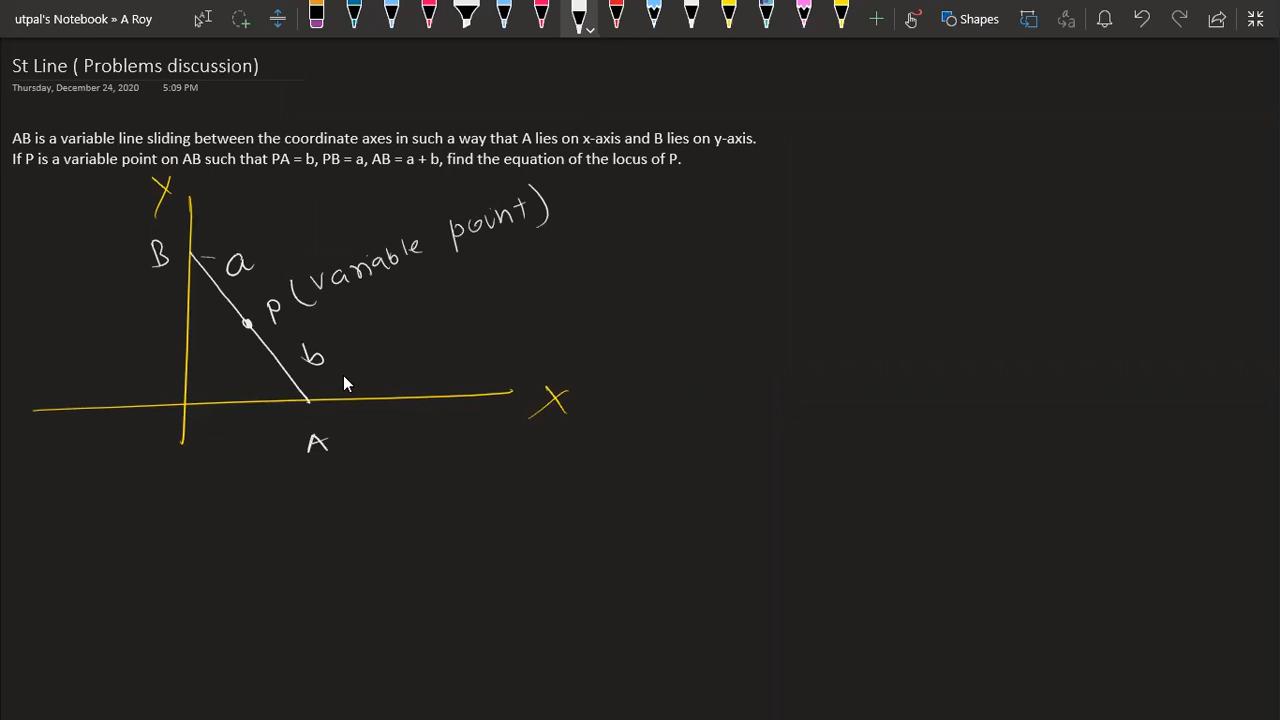 utpal's Notebook » A Roy
Shapes
St Line ( Problems discussion)
Thursday, December 24, 2020 5:09 PM
AB is a variable line sliding between the coordinate axes in such a way that A lies on x-axis and B lies on y-axis.
If P is a variable point on AB such that PA = b, PB = a, AB = a + b, find the equation of the locus of P.
Y
B a
P (variable point)
b
X
A